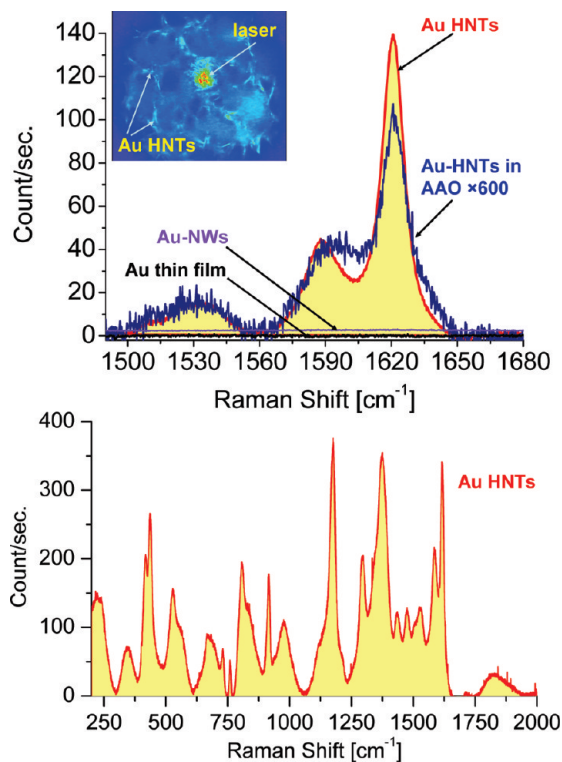 laser
Au HNTs
Au HNTs
Au-HNTs in
AAO ×600
Au-NWs
Au thin film
Count/sec.
140
120
100
80
60
40
20
0
1500 1530 1560 1590 1620 1650 1680
Raman Shift [cm⁻¹]
Au HNTs
Count/sec.
400
300
200
100
0
250 500 750 1000 1250 1500 1750 2000
Raman Shift [cm⁻¹]